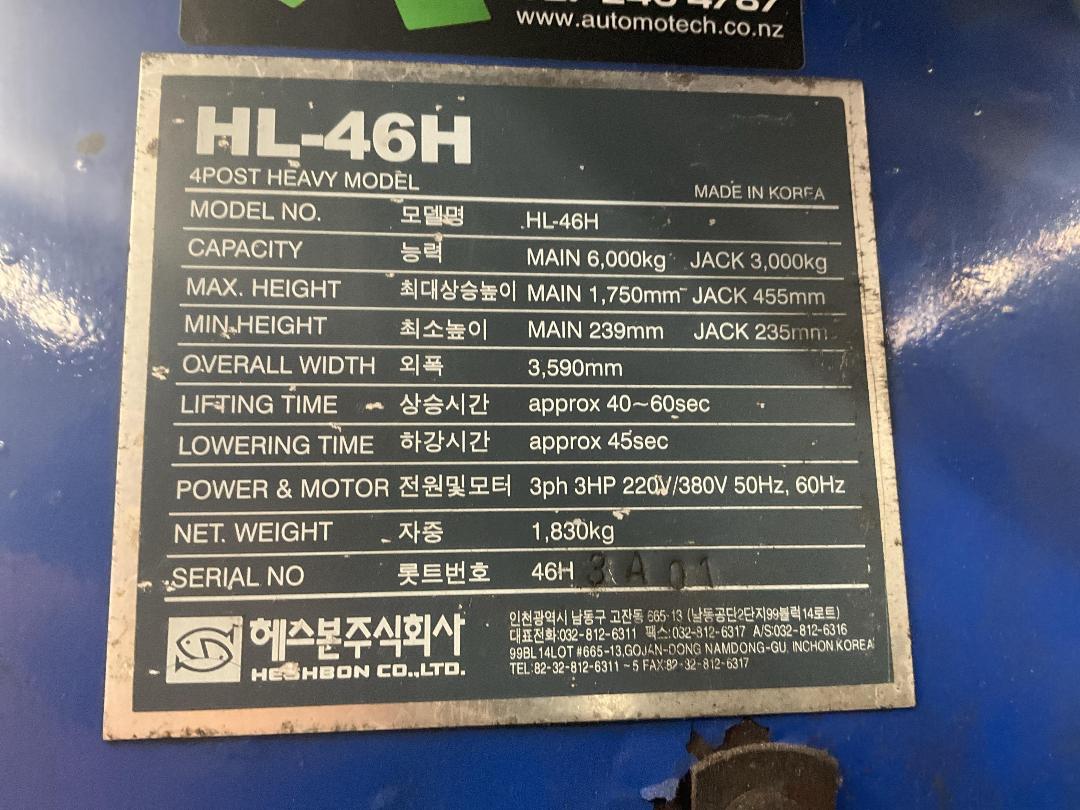 www.automotech.co.nz
HL-46H
4POST HEAVY MODEL
MADE IN KOREA
MODEL NO. 모델명 HL-46H
CAPACITY 능력 MAIN 6,000kg JACK 3,000kg
MAX. HEIGHT 최대상승높이 MAIN 1,750mm JACK 455mm
MIN.HEIGHT 최소높이 MAIN 239mm JACK 235mm
OVERALL WIDTH 외폭 3,590mm
LIFTING TIME 상승시간 approx 40~60sec
LOWERING TIME 하강시간 approx 45sec
POWER & MOTOR 전원및모터 3ph 3HP 220V/380V 50Hz, 60Hz
NET. WEIGHT 자중 1,830kg
SERIAL NO 롯트번호 46H 3 A 01
헤스본주식회사
HESHBON CO.,LTD.
인천광역시 남동구 고잔동 665-13 (남동공단2단지99블럭14로트)
대표전화:032-812-6311 팩스:032-812-6317 A/S:032-812-6316
99BL14LOT #665-13,GOJAN-DONG NAMDONG-GU, INCHON,KOREA
TEL:82-32-812-6311 ~ 5 FAX:82-32-812-6317